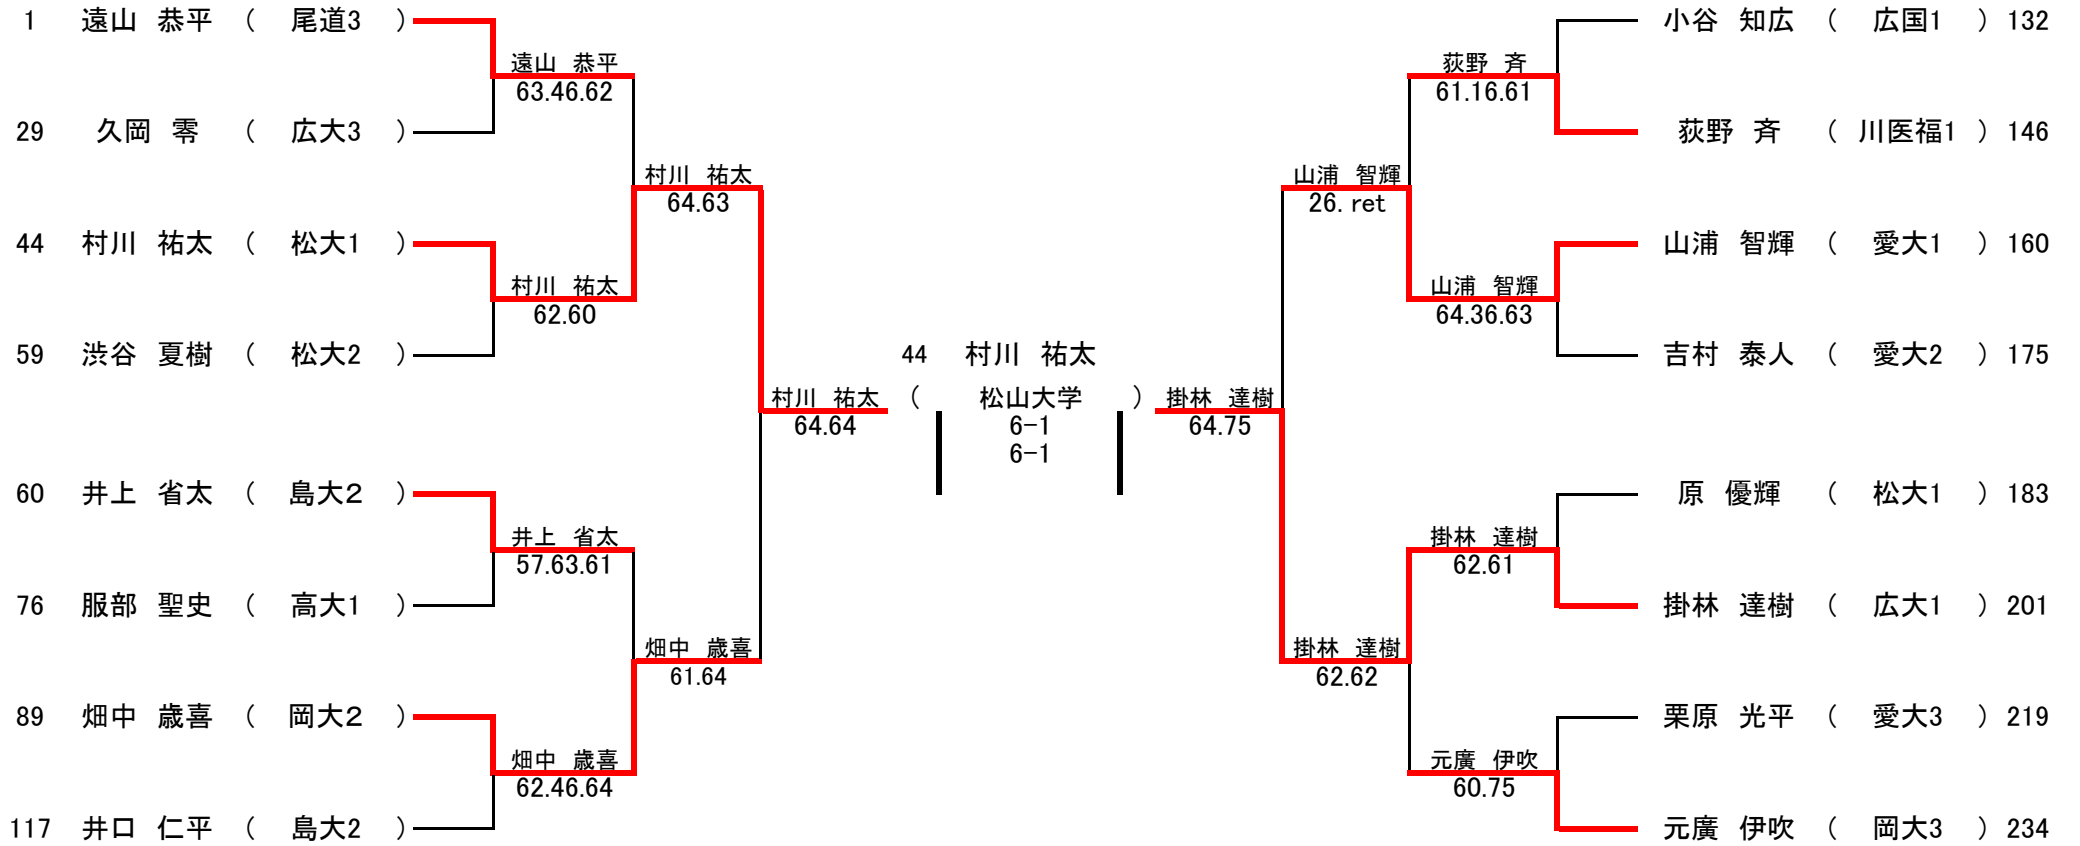 1 遠山 恭平 ( 尾道3 )
遠山 恭平
63.46.62
29 久岡 零 ( 広大3 )
村川 祐太
64.63
44 村川 祐太 ( 松大1 )
村川 祐太
62.60
59 渋谷 夏樹 ( 松大2 )
村川 祐太
64.64
60 井上 省太 ( 島大2 )
井上 省太
57.63.61
76 服部 聖史 ( 高大1 )
畑中 歳喜
61.64
89 畑中 歳喜 ( 岡大2 )
畑中 歳喜
62.46.64
117 井口 仁平 ( 島大2 )
44 村川 祐太
( 松山大学 )
6-1
6-1
小谷 知広 ( 広国1 ) 132
荻野 斉
61.16.61
荻野 斉 ( 川医福1 ) 146
山浦 智輝
26. ret
山浦 智輝 ( 愛大1 ) 160
山浦 智輝
64.36.63
吉村 泰人 ( 愛大2 ) 175
掛林 達樹
64.75
原 優輝 ( 松大1 ) 183
掛林 達樹
62.61
掛林 達樹 ( 広大1 ) 201
掛林 達樹
62.62
栗原 光平 ( 愛大3 ) 219
元廣 伊吹
60.75
元廣 伊吹 ( 岡大3 ) 234